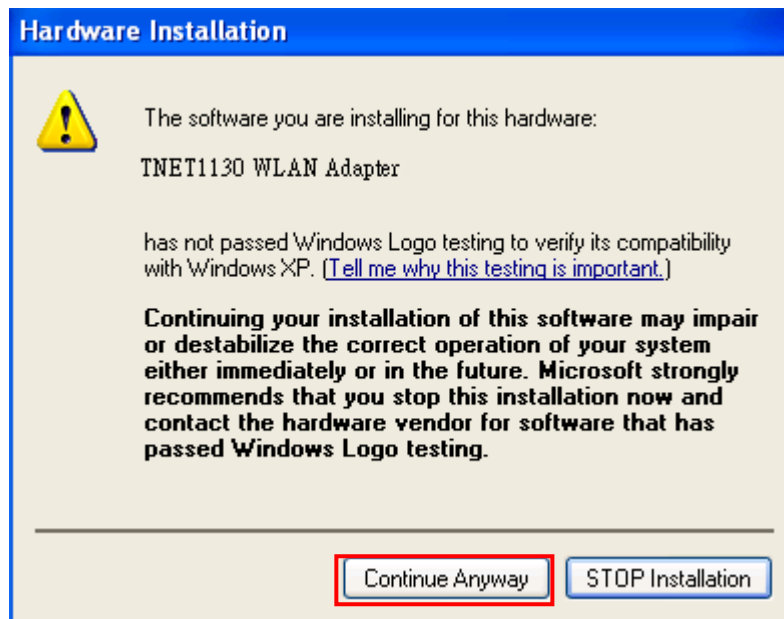 Hardware Installation
The software you are installing for this hardware:
TNET1130 WLAN Adapter
has not passed Windows Logo testing to verify its compatibility
with Windows XP. (Tell me why this testing is important.)
Continuing your installation of this software may impair
or destabilize the correct operation of your system
either immediately or in the future. Microsoft strongly
recommends that you stop this installation now and
contact the hardware vendor for software that has
passed Windows Logo testing.
Continue Anyway
STOP Installation